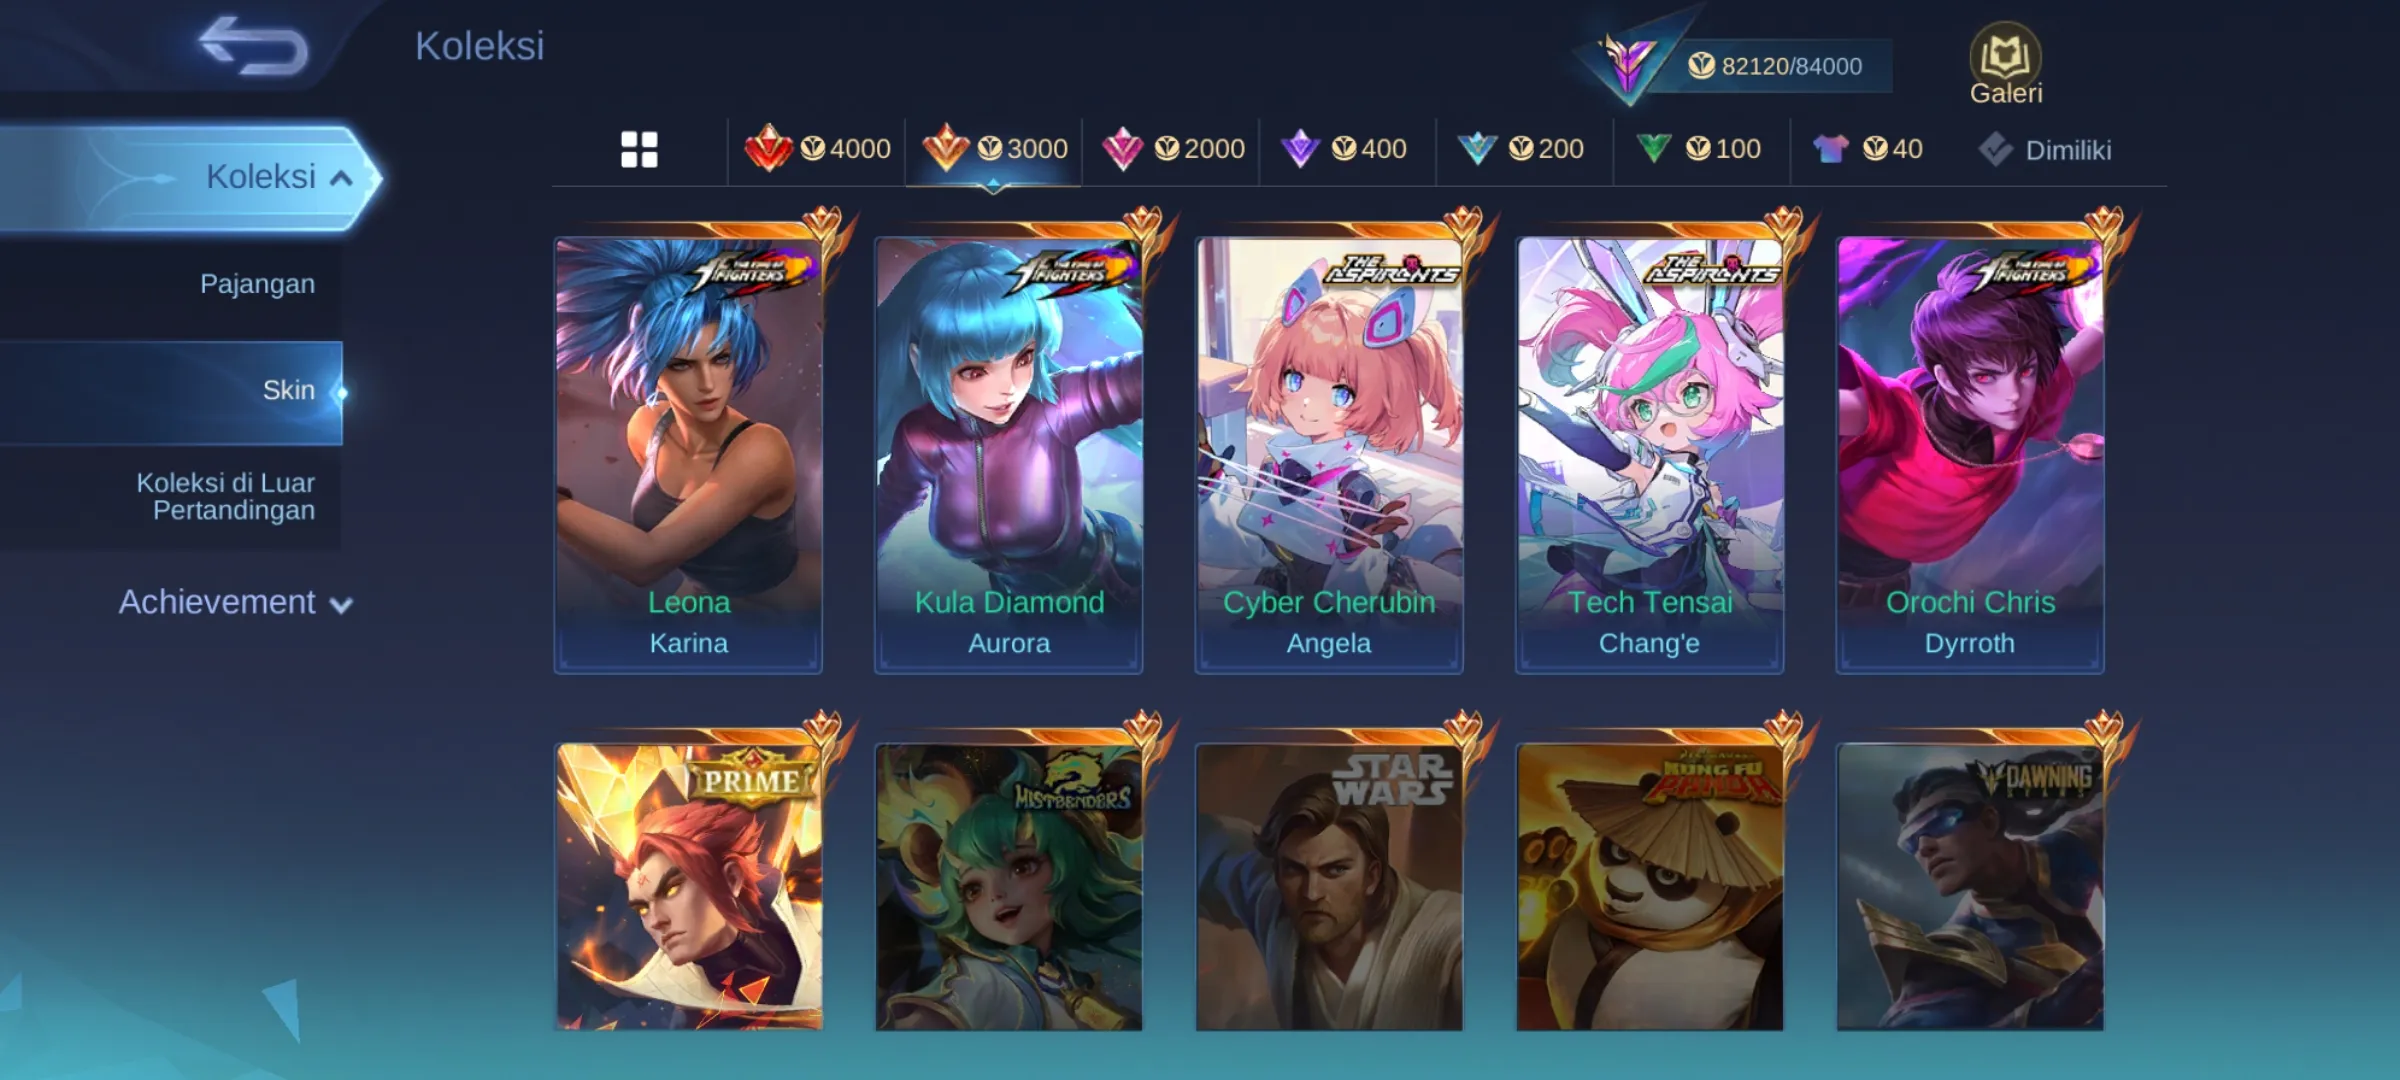 Koleksi
82120/84000
Galeri
4000
3000
2000
400
200
100
40
Dimiliki
Koleksi
Pajangan
Skin
Koleksi di Luar
Pertandingan
Achievement
THE KING OF
FIGHTERS
Leona
Karina
THE KING OF
FIGHTERS
Kula Diamond
Aurora
THE
ASPIRANTS
Cyber Cherubin
Angela
THE
ASPIRANTS
Tech Tensai
Chang'e
THE KING OF
FIGHTERS
Orochi Chris
Dyrroth
PRIME
MISTBENDERS
STAR
WARS
KUNG FU
PANDA
DAWNING
STARS